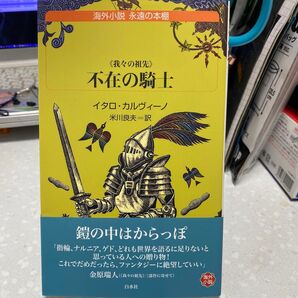 海外小説 永遠の本棚
《我々の祖先》
不在の騎士
イタロ・カルヴィーノ
米川良夫=訳
鎧の中はからっぽ
「指輪、ナルニア、ゲド、どれも世界を語るに足りないと
思っている人への贈り物!
これでだめだったら、ファンタジーに絶望していい」
金原瑞人
白水社